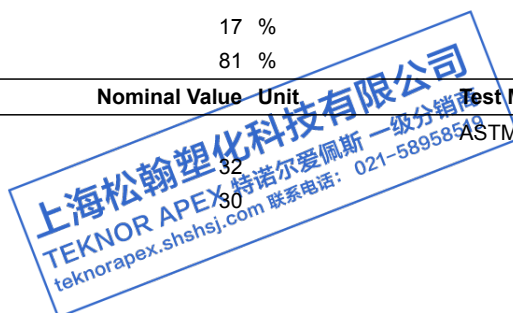 17 %
81 %
Nominal Value Unit Test M
ASTM
32
30
上海松翰塑化科技有限公司
TEKNOR APEX 特诺尔爱佩斯 一级分销商
teknorapex.shshsj.com 联系电话： 021-58958519